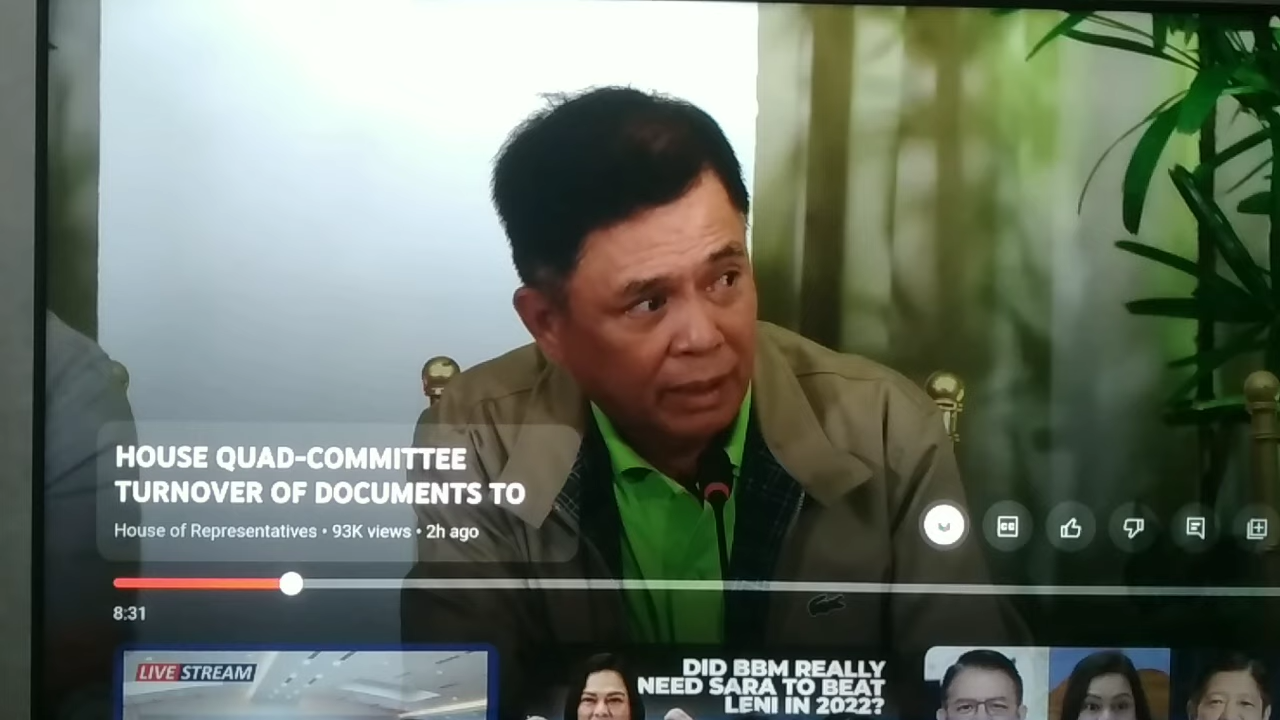 HOUSE QUAD-COMMITTEE
TURNOVER OF DOCUMENTS TO
House of Representatives • 93K views • 2h ago
CC
8:31
LIVE STREAM
DID BBM REALLY
NEED SARA TO BEAT
LENI IN 2022?